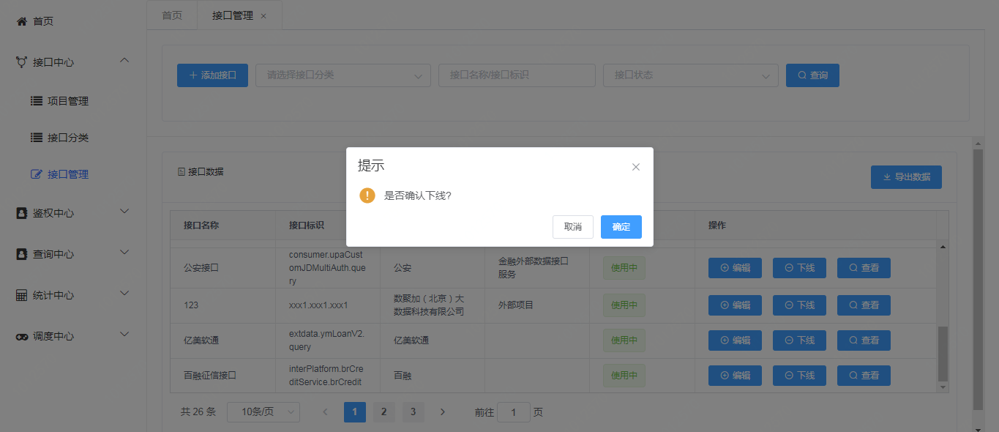 首页
接口中心
项目管理
接口分类
接口管理
鉴权中心
查询中心
统计中心
调度中心
首页 接口管理 ×
+ 添加接口 请选择接口分类 接口名称/接口标识 接口状态 查询
接口数据 导出数据
提示
是否确认下线?
取消 确定
接口名称 接口标识 操作
公安接口 consumer.upaCust
omJDMultiAuth.que
ry 公安 金融外部数据接口
服务 使用中 编辑 下线 查看
123 xxx1.xxx1.xxx1 数聚加（北京）大
数据科技有限公司 外部项目 使用中 编辑 下线 查看
亿美软通 extdata.ymLoanV2.
query 亿美软通 使用中 编辑 下线 查看
百融征信接口 interPlatform.brCre
ditService.brCredit 百融 使用中 编辑 下线 查看
共 26 条 10条/页 < 1 2 3 > 前往 1 页